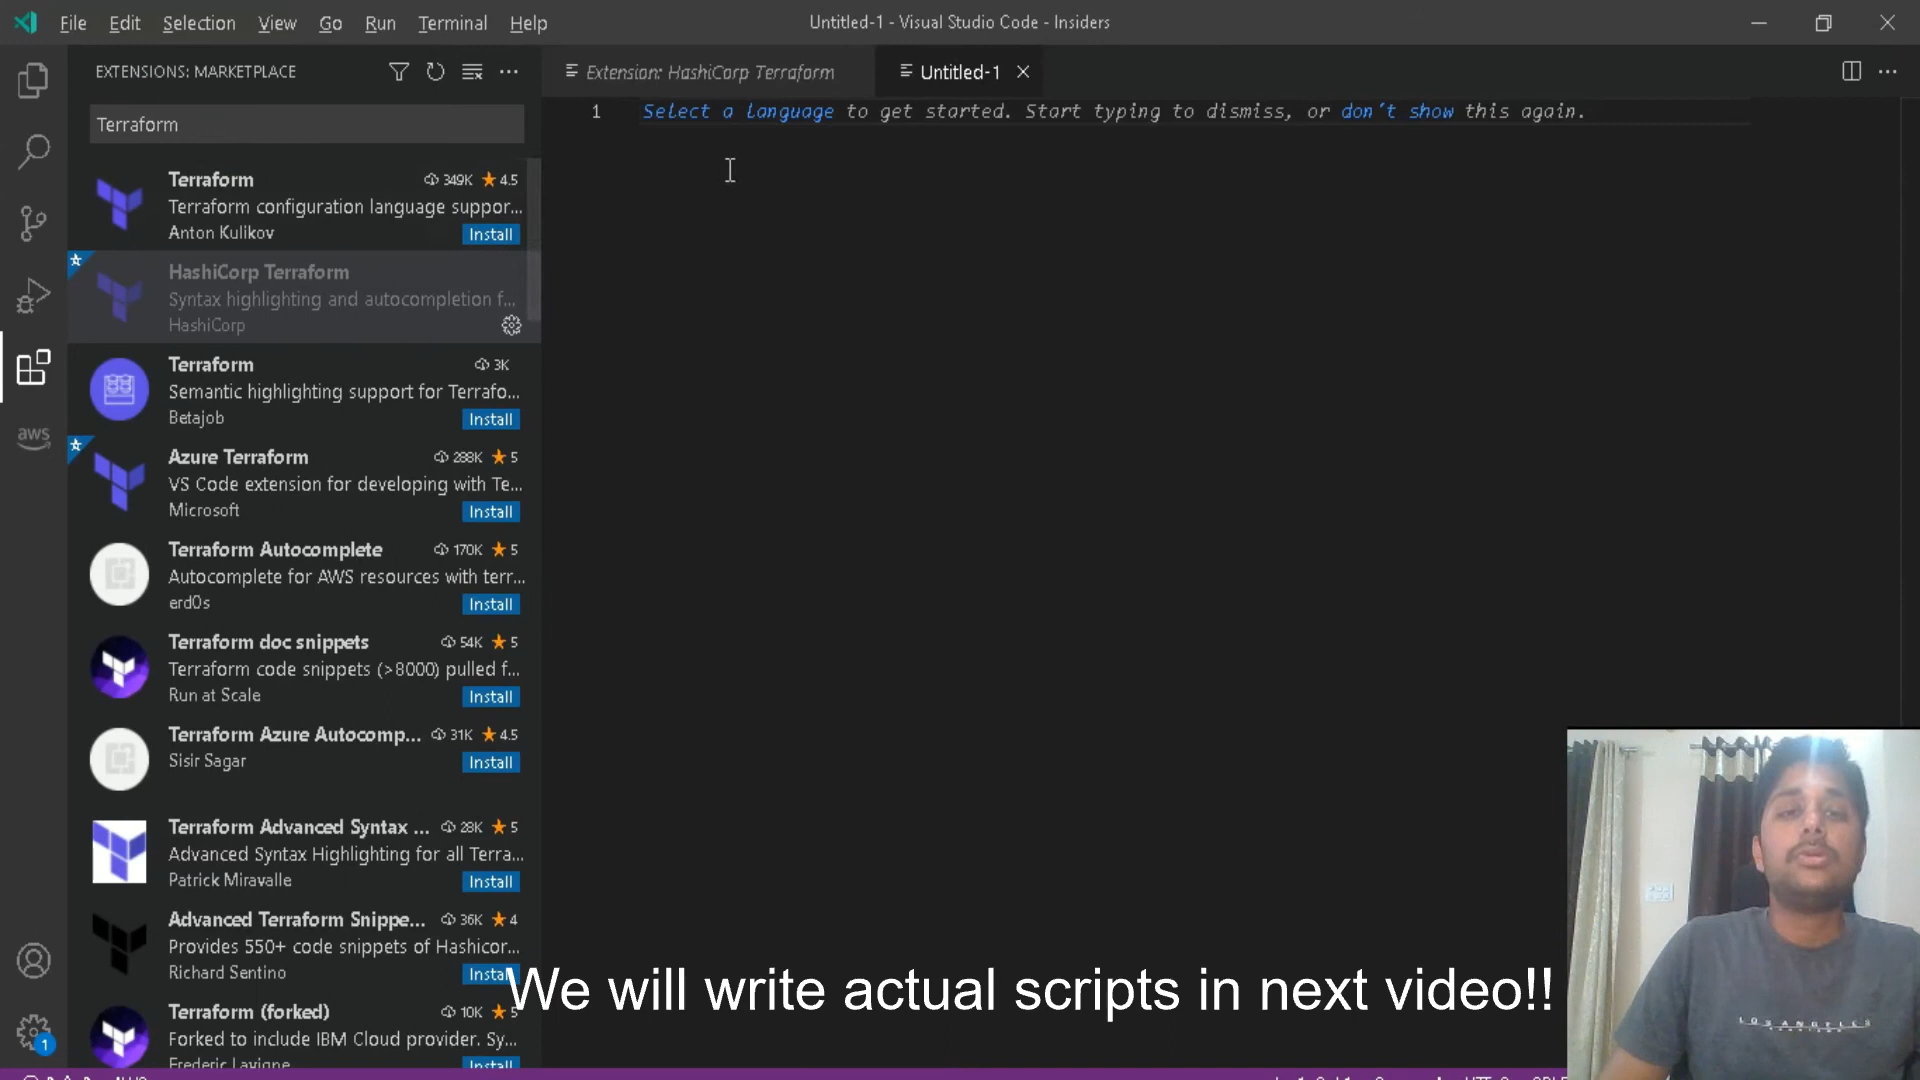 File Edit Selection View Go Run Terminal Help
Untitled-1 - Visual Studio Code - Insiders
EXTENSIONS: MARKETPLACE
Extension: HashiCorp Terraform
Untitled-1
Terraform
1
Select a language to get started. Start typing to dismiss, or don't show this again.
Terraform 349K 4.5
Terraform configuration language suppor...
Anton Kulikov Install
HashiCorp Terraform
Syntax highlighting and autocompletion f...
HashiCorp
Terraform 3K
Semantic highlighting support for Terrafo...
Betajob Install
aws
Azure Terraform 288K 5
VS Code extension for developing with Te...
Microsoft Install
Terraform Autocomplete 170K 5
Autocomplete for AWS resources with terr...
erd0s Install
Terraform doc snippets 54K 5
Terraform code snippets (>8000) pulled f...
Run at Scale Install
Terraform Azure Autocomp... 31K 4.5
Sisir Sagar Install
Terraform Advanced Syntax ... 28K 5
Advanced Syntax Highlighting for all Terra...
Patrick Miravalle Install
Advanced Terraform Snippe... 36K 4
Provides 550+ code snippets of Hashicor...
Richard Sentino Install
We will write actual scripts in next video!!
Terraform (forked) 10K 5
Forked to include IBM Cloud provider. Sy...
Frederic Lavigne Install
1
LOS ANGELES